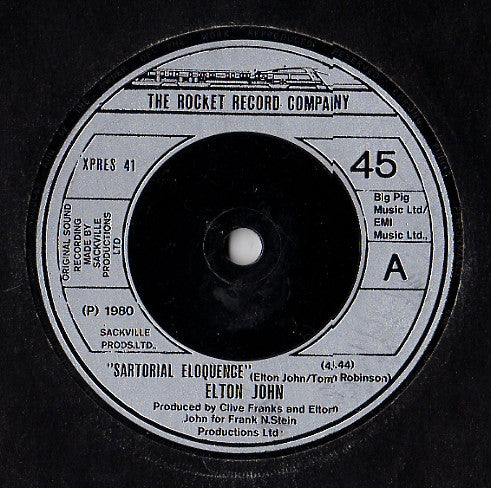 THE ROCKET RECORD COMPANY
XPRES 41
45
Big Pig
Music Ltd/
EMI
Music Ltd.,
ORIGINAL SOUND
RECORDING
MADE BY
SACKVILLE
PRODUCTIONS
LTD
A
(P) 1980
SACKVILLE
PRODS.LTD..
"SARTORIAL ELOQUENCE" (4.44)
(Elton John/Tom Robinson)
ELTON JOHN
Produced by Clive Franks and Elton
John for Frank N.Stein
Productions Ltd